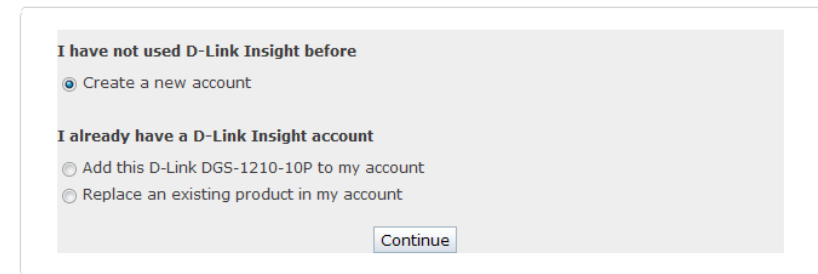 I have not used D-Link Insight before
Create a new account
I already have a D-Link Insight account
Add this D-Link DGS-1210-10P to my account
Replace an existing product in my account
Continue